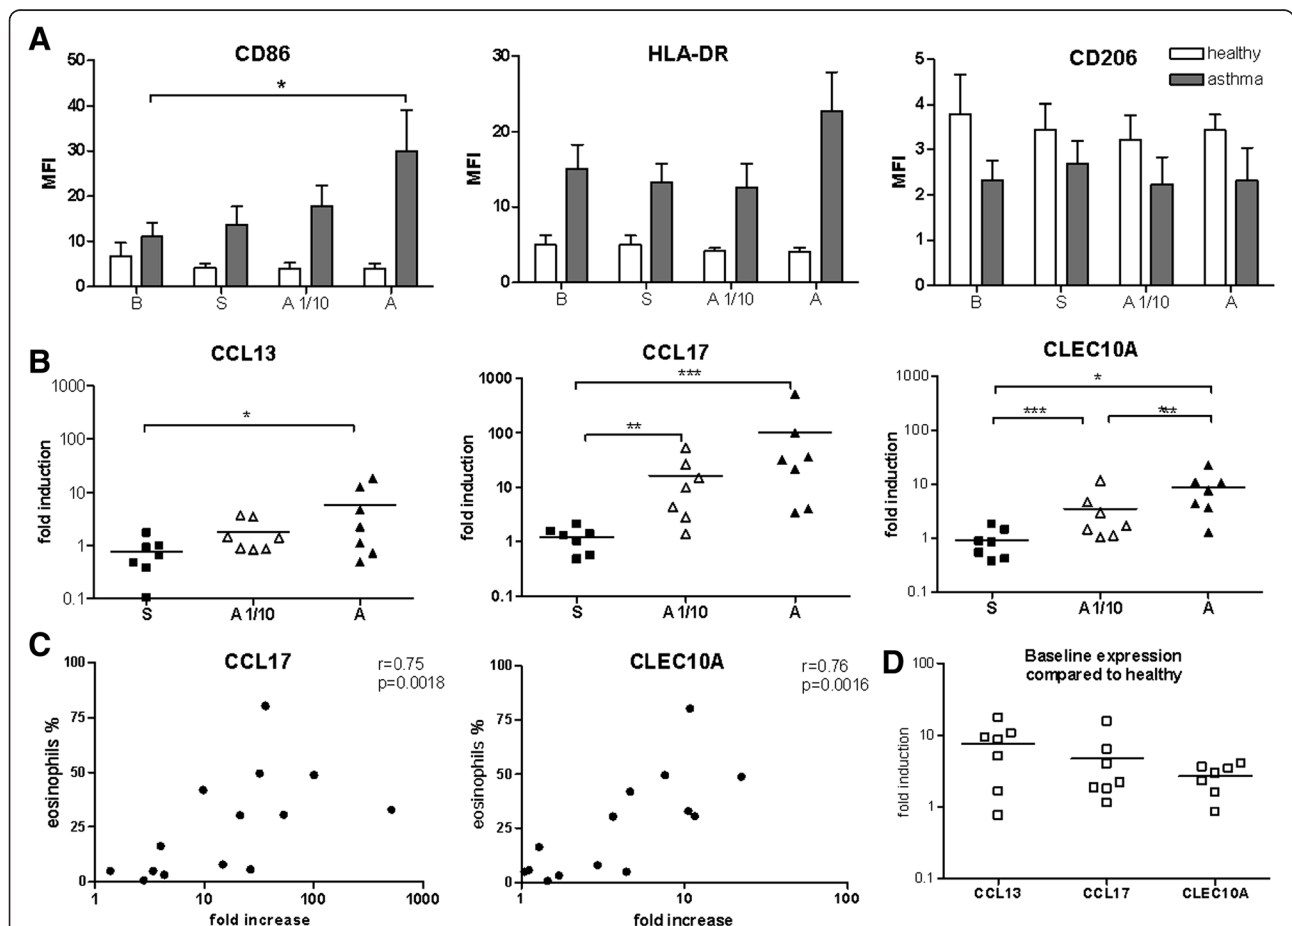 A
CD86
50
40
30
20
10
0
MFI
*
B S A 1/10 A
HLA-DR
30
20
10
0
MFI
B S A 1/10 A
CD206
healthy
asthma
5
4
3
2
1
0
MFI
B S A 1/10 A
B
CCL13
1000
100
10
1
0.1
fold induction
*
S A 1/10 A
CCL17
1000
100
10
1
0.1
fold induction
***
**
S A 1/10 A
CLEC10A
1000
100
10
1
0.1
fold induction
*
***
S A 1/10 A
C
CCL17
r=0.75
p=0.0018
100
75
50
25
0
eosinophils %
1 10 100 1000
fold increase
CLEC10A
r=0.76
p=0.0016
100
75
50
25
0
eosinophils %
1 10 100
fold increase
D
Baseline expression
compared to healthy
100
10
1
0.1
fold induction
CCL13 CCL17 CLEC10A